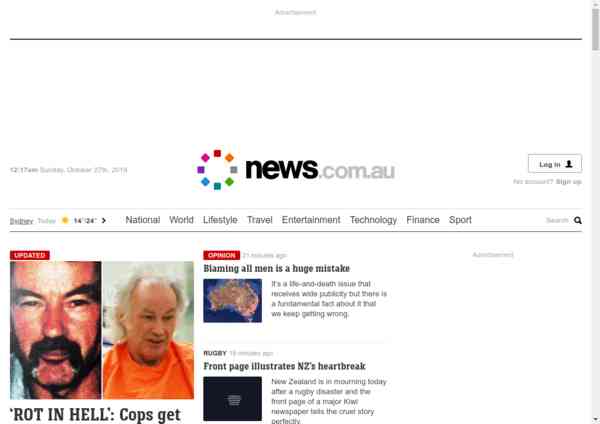 Advertisement
12:17am Sunday, October 27th, 2019
news.com.au
Log in
No account? Sign up
Sydney Today 14°/24°
National World Lifestyle Travel Entertainment Technology Finance Sport
Search
UPDATED
'ROT IN HELL': Cops get
OPINION 21 minutes ago
Blaming all men is a huge mistake
It's a life-and-death issue that
receives wide publicity but there is
a fundamental fact about it that
we keep getting wrong.
RUGBY 18 minutes ago
Front page illustrates NZ's heartbreak
New Zealand is in mourning today
after a rugby disaster and the
front page of a major Kiwi
newspaper tells the cruel story
perfectly.
Advertisement